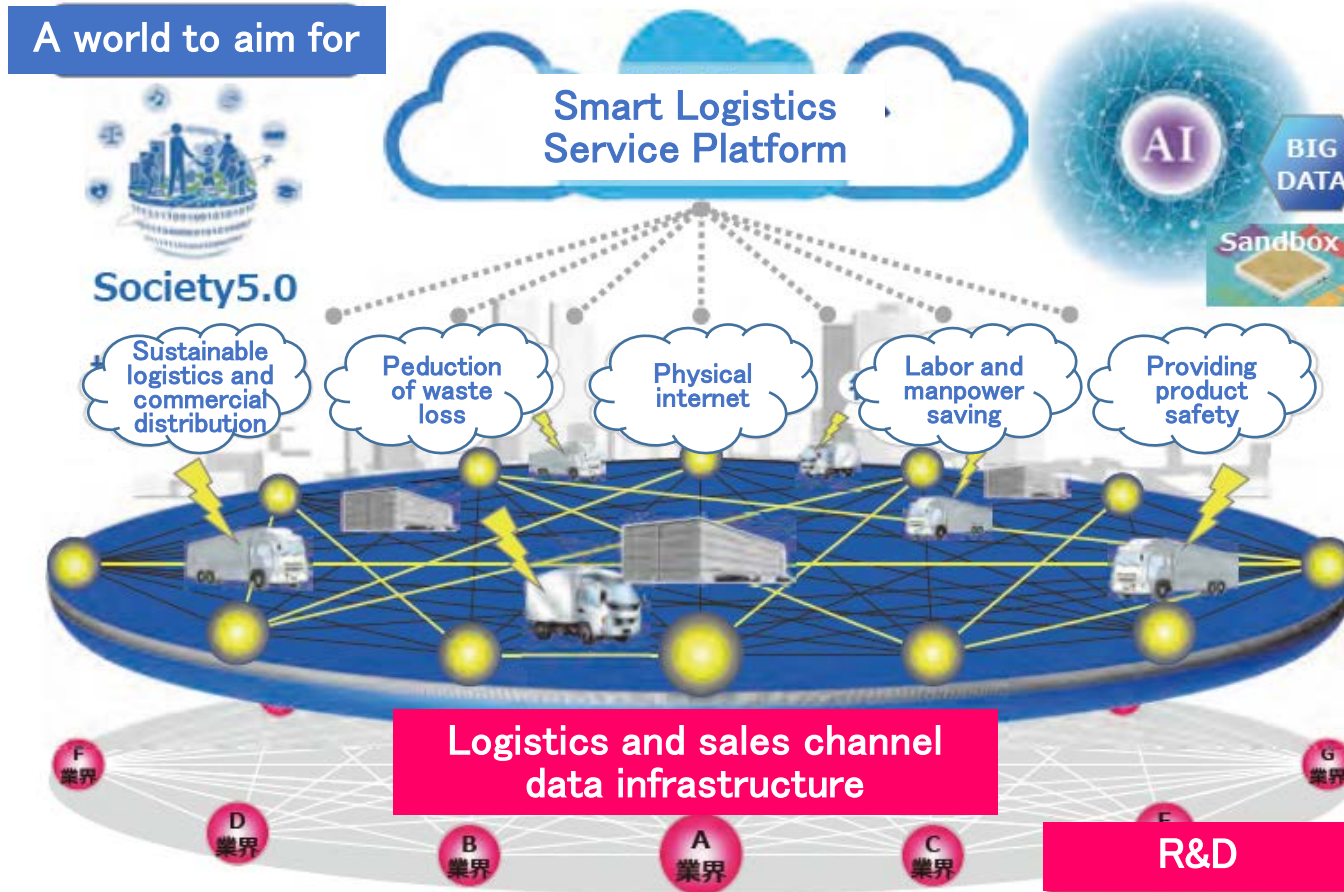 A world to aim for
Smart Logistics
Service Platform
AI
BIG
DATA
Sandbox
Society5.0
Sustainable
logistics and
commercial
distribution
Peduction
of waste
loss
Physical
internet
Labor and
manpower
saving
Providing
product
safety
Logistics and sales channel
data infrastructure
F
業界
G
業界
D
業界
B
業界
A
業界
C
業界
R&D